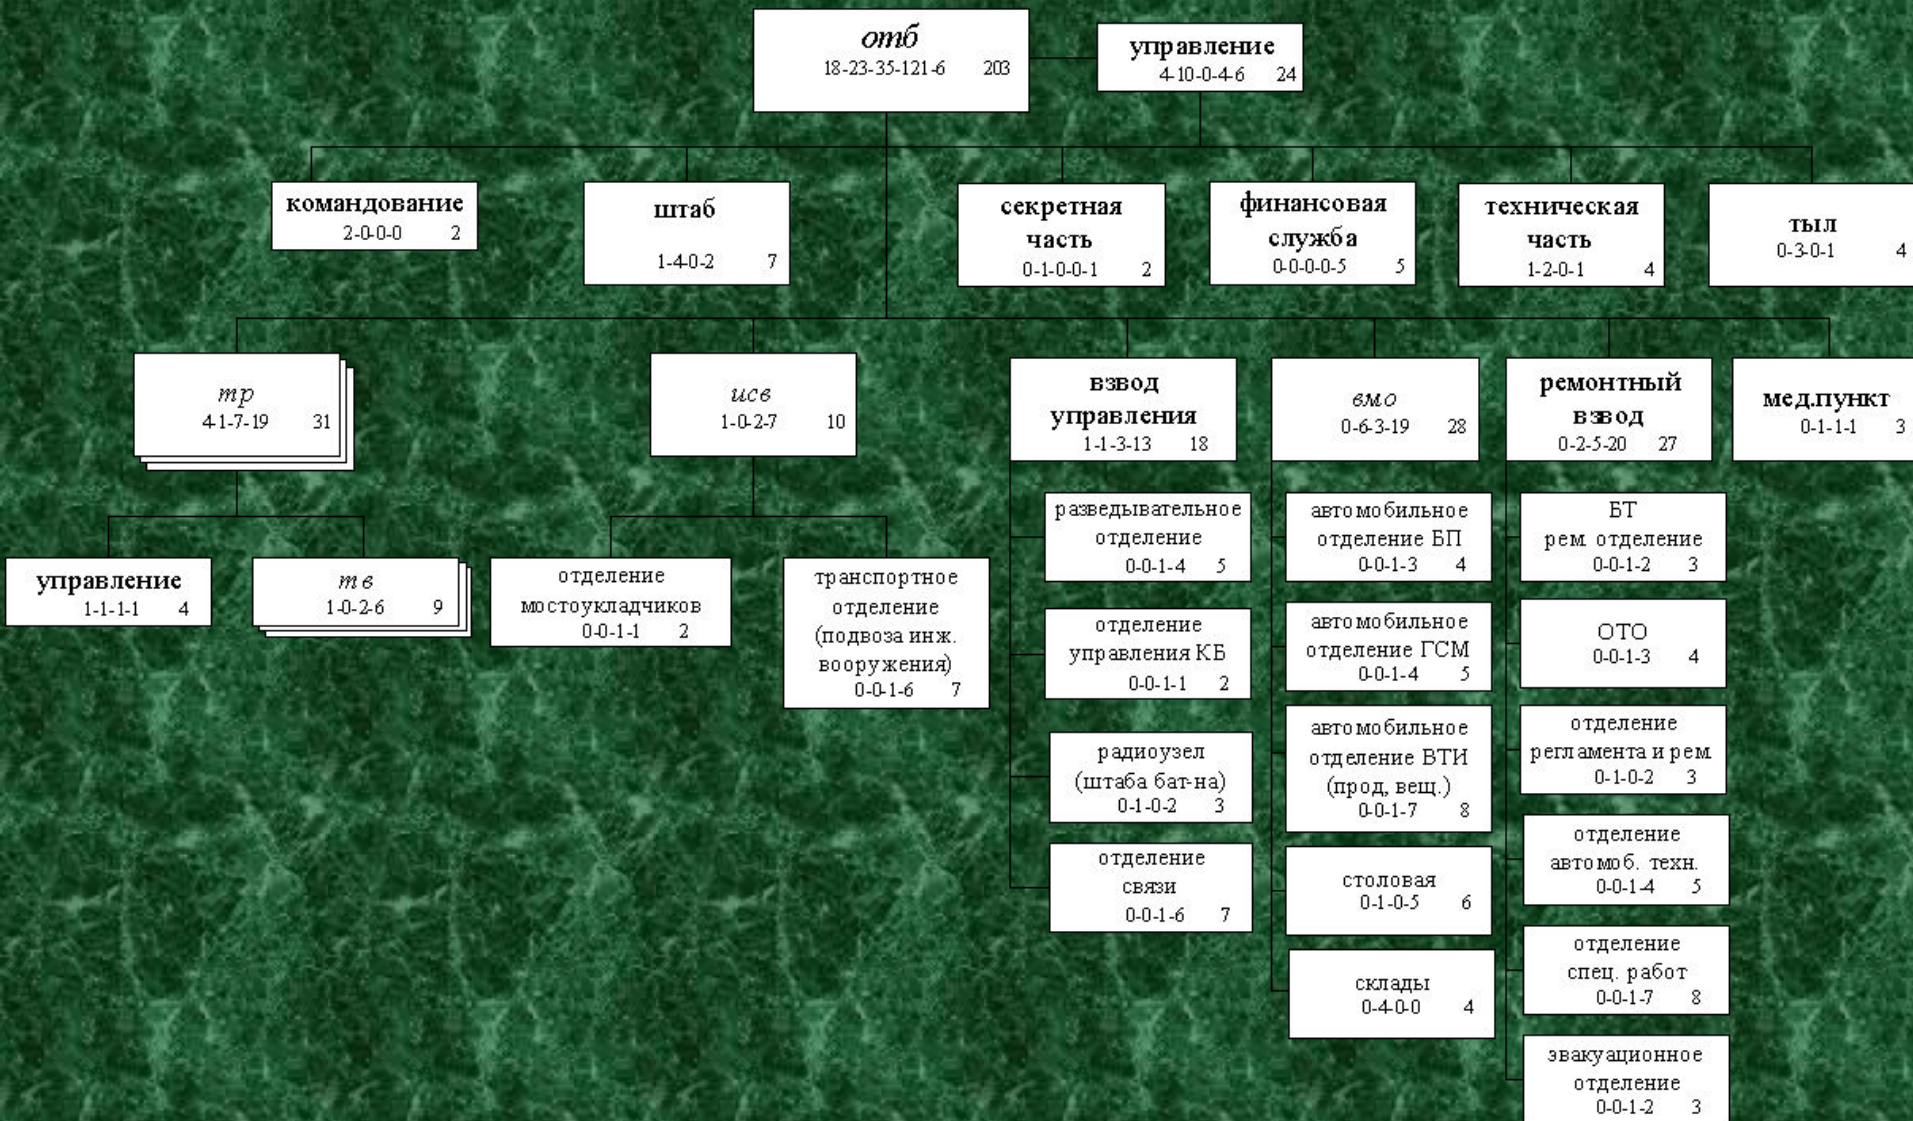 отб
18-23-35-121-6 203
управление
4-10-0-4-6 24
командование
2-0-0-0 2
штаб
1-4-0-2 7
секретная
часть
0-1-0-0-1 2
финансовая
служба
0-0-0-0-5 5
техническая
часть
1-2-0-1 4
тыл
0-3-0-1 4
тр
4-1-7-19 31
исв
1-0-2-7 10
взвод
управления
1-1-3-13 18
вмо
0-6-3-19 28
ремонтный
взвод
0-2-5-20 27
мед.пункт
0-1-1-1 3
управление
1-1-1-1 4
тв
1-0-2-6 9
отделение
мостоукладчиков
0-0-1-1 2
транспортное
отделение
(подвоза инж.
вооружения)
0-0-1-6 7
разведывательное
отделение
0-0-1-4 5
отделение
управления КБ
0-0-1-1 2
радиоузел
(штаба бат-на)
0-1-0-2 3
отделение
связи
0-0-1-6 7
автомобильное
отделение БП
0-0-1-3 4
автомобильное
отделение ГСМ
0-0-1-4 5
автомобильное
отделение ВТИ
(прод, вещ.)
0-0-1-7 8
столовая
0-1-0-5 6
склады
0-4-0-0 4
БТ
рем. отделение
0-0-1-2 3
ОТО
0-0-1-3 4
отделение
регламента и рем
0-1-0-2 3
отделение
автомоб. техн.
0-0-1-4 5
отделение
спец. работ
0-0-1-7 8
эвакуационное
отделение
0-0-1-2 3